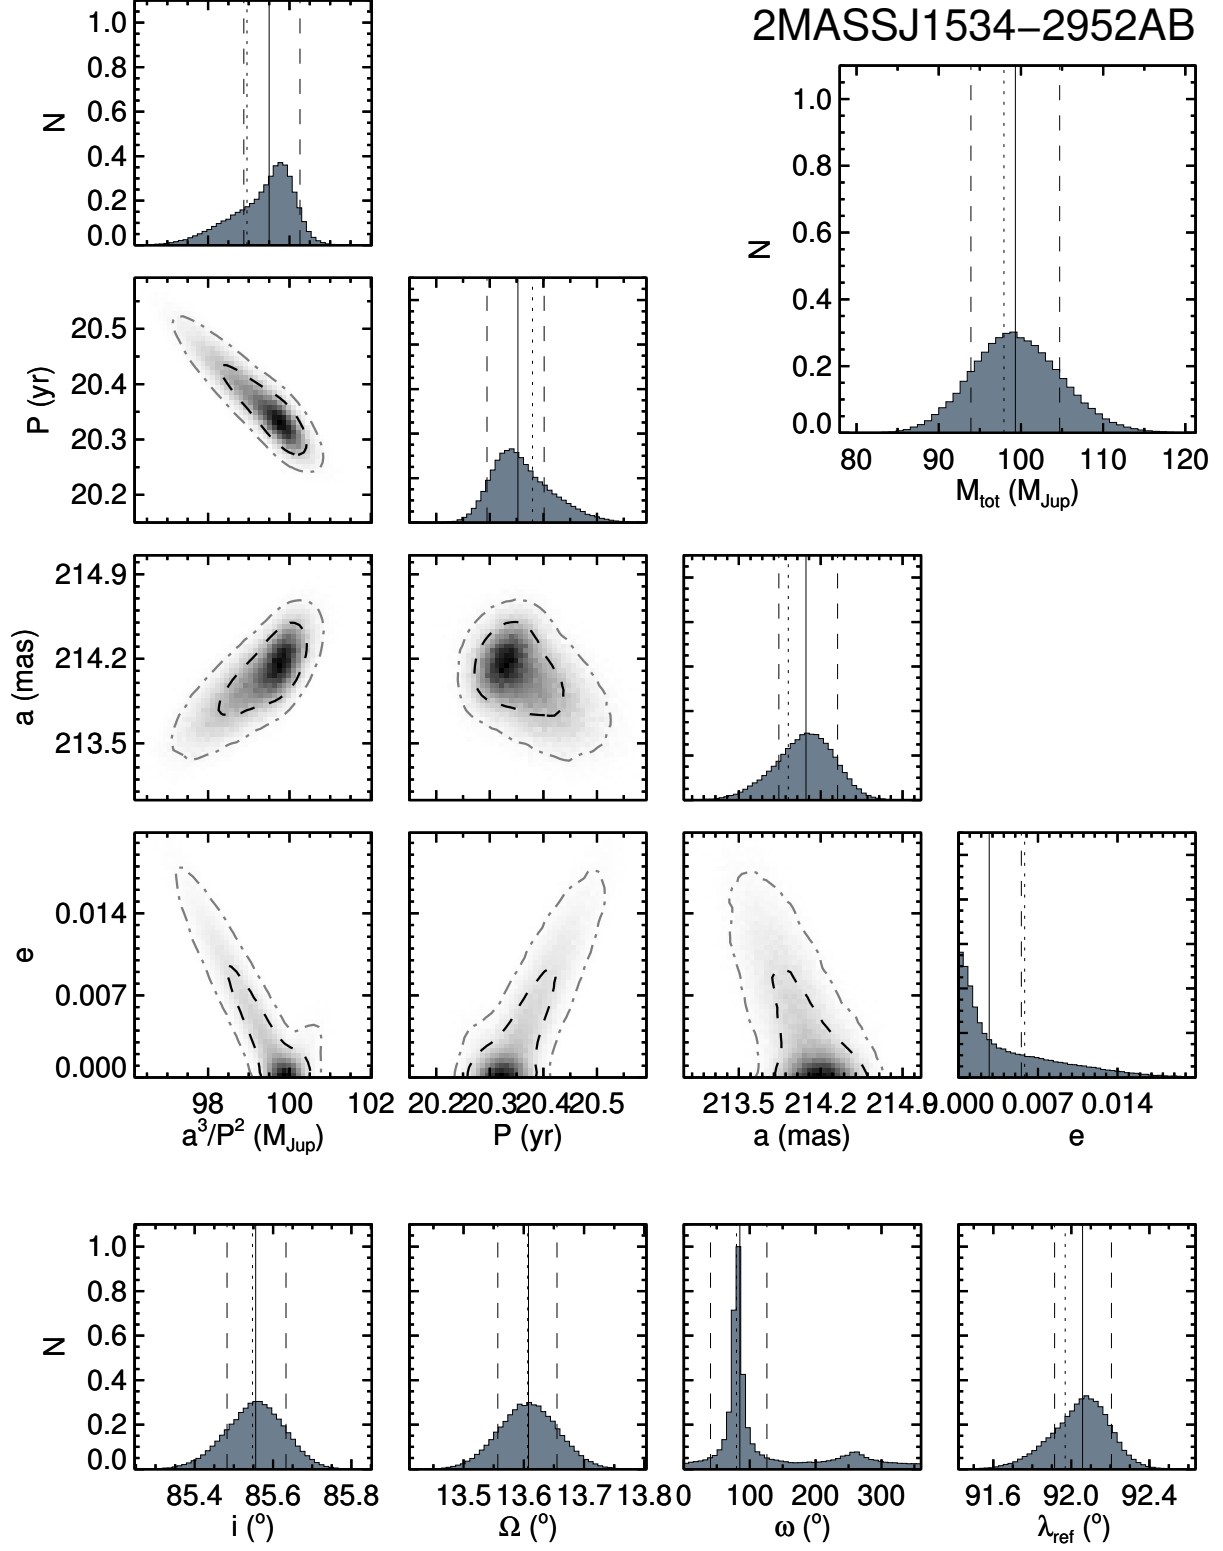 2MASSJ1534−2952AB
1.0
0.8
0.6
0.4
0.2
0.0
N
1.0
0.8
0.6
0.4
0.2
0.0
N
80 90 100 110 120
Mtot (MJup)
20.5
20.4
20.3
20.2
P (yr)
214.9
214.2
213.5
a (mas)
0.014
0.007
0.000
e
98 100 102
a³/P² (MJup)
20.2 20.3 20.4 20.5
P (yr)
213.5 214.2 214.9
a (mas)
0.000 0.007 0.014
e
1.0
0.8
0.6
0.4
0.2
0.0
N
85.4 85.6 85.8
i (°)
13.5 13.6 13.7 13.8
Ω (°)
0 100 200 300
ω (°)
91.6 92.0 92.4
λref (°)